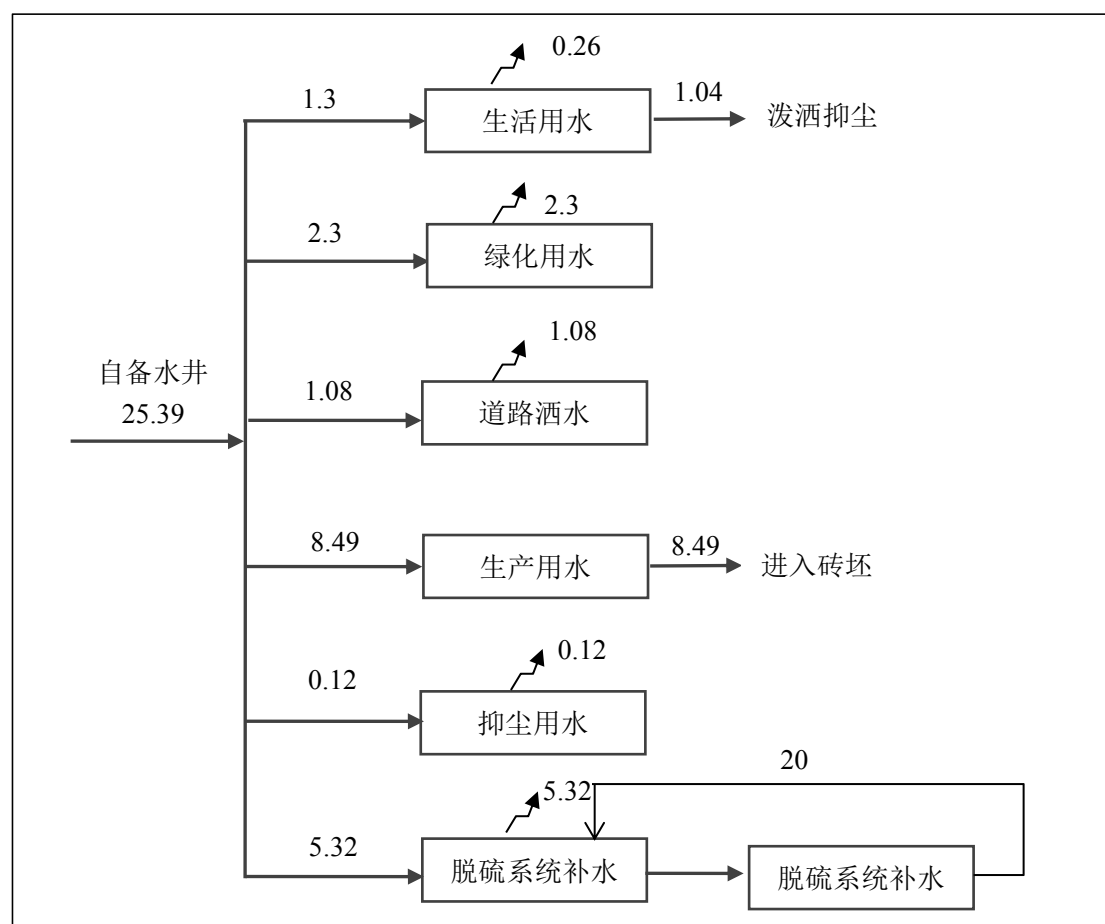 0.26
1.3
生活用水
1.04
泼洒抑尘
2.3
2.3
绿化用水
1.08
自备水井
25.39
1.08
道路洒水
8.49
生产用水
8.49
进入砖坯
0.12
0.12
抑尘用水
20
5.32
5.32
脱硫系统补水
脱硫系统补水